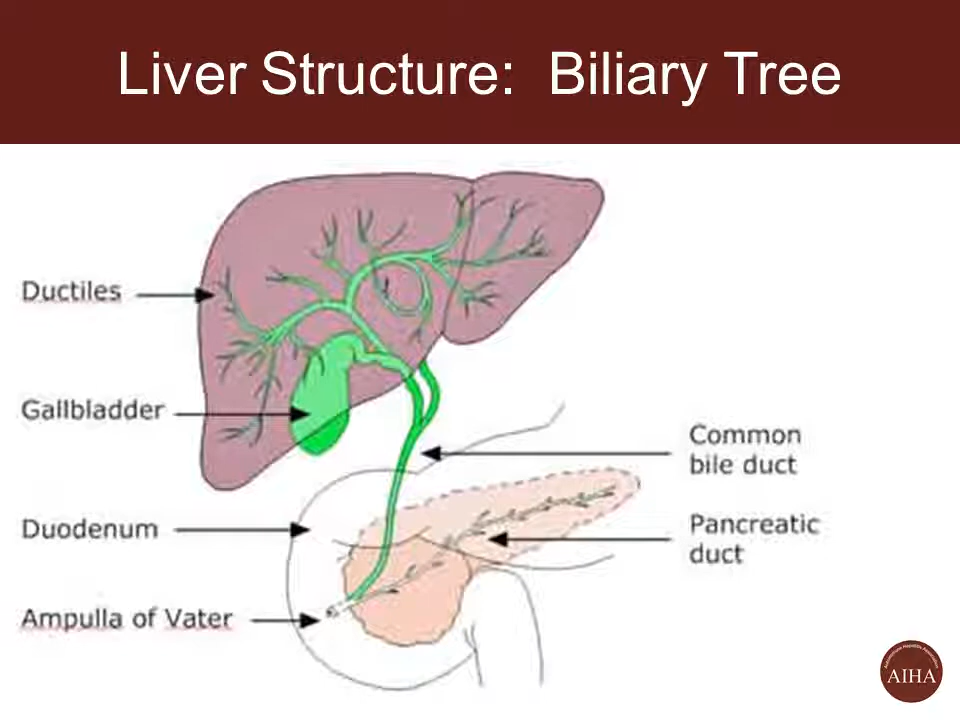 Liver Structure: Biliary Tree
Ductiles
Gallbladder
Common
bile duct
Duodenum
Pancreatic
duct
Ampulla of Vater
AIHA